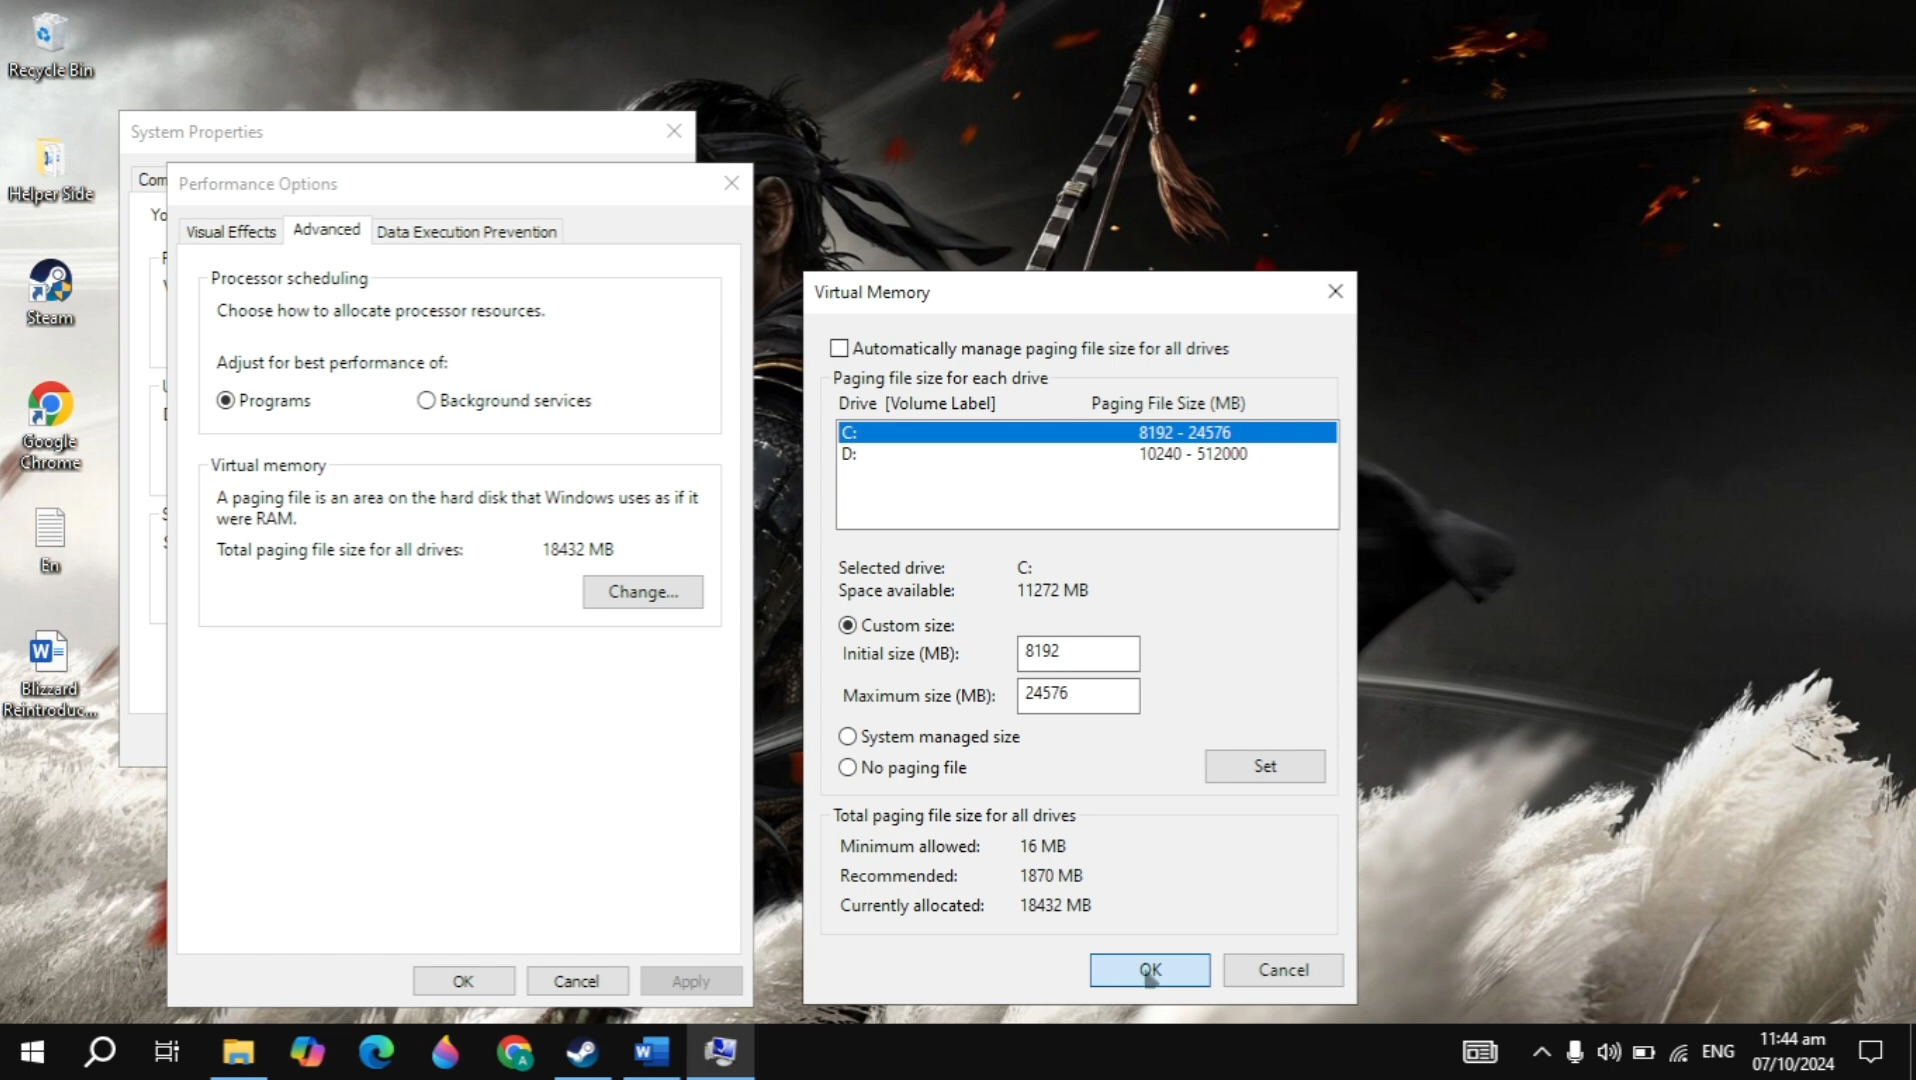 Recycle Bin
Helper Side
Steam
Google
Chrome
En
Blizzard
Reintroduc...
System Properties
Com
Yo
Performance Options
Visual Effects
Advanced
Data Execution Prevention
Processor scheduling
Choose how to allocate processor resources.
Adjust for best performance of:
Programs
Background services
Virtual memory
A paging file is an area on the hard disk that Windows uses as if it
were RAM.
Total paging file size for all drives: 18432 MB
Change...
OK
Cancel
Apply
Virtual Memory
Automatically manage paging file size for all drives
Paging file size for each drive
Drive [Volume Label] Paging File Size (MB)
C: 8192 - 24576
D: 10240 - 512000
Selected drive: C:
Space available: 11272 MB
Custom size:
Initial size (MB): 8192
Maximum size (MB): 24576
System managed size
No paging file
Set
Total paging file size for all drives
Minimum allowed: 16 MB
Recommended: 1870 MB
Currently allocated: 18432 MB
OK
Cancel
ENG
11:44 am
07/10/2024